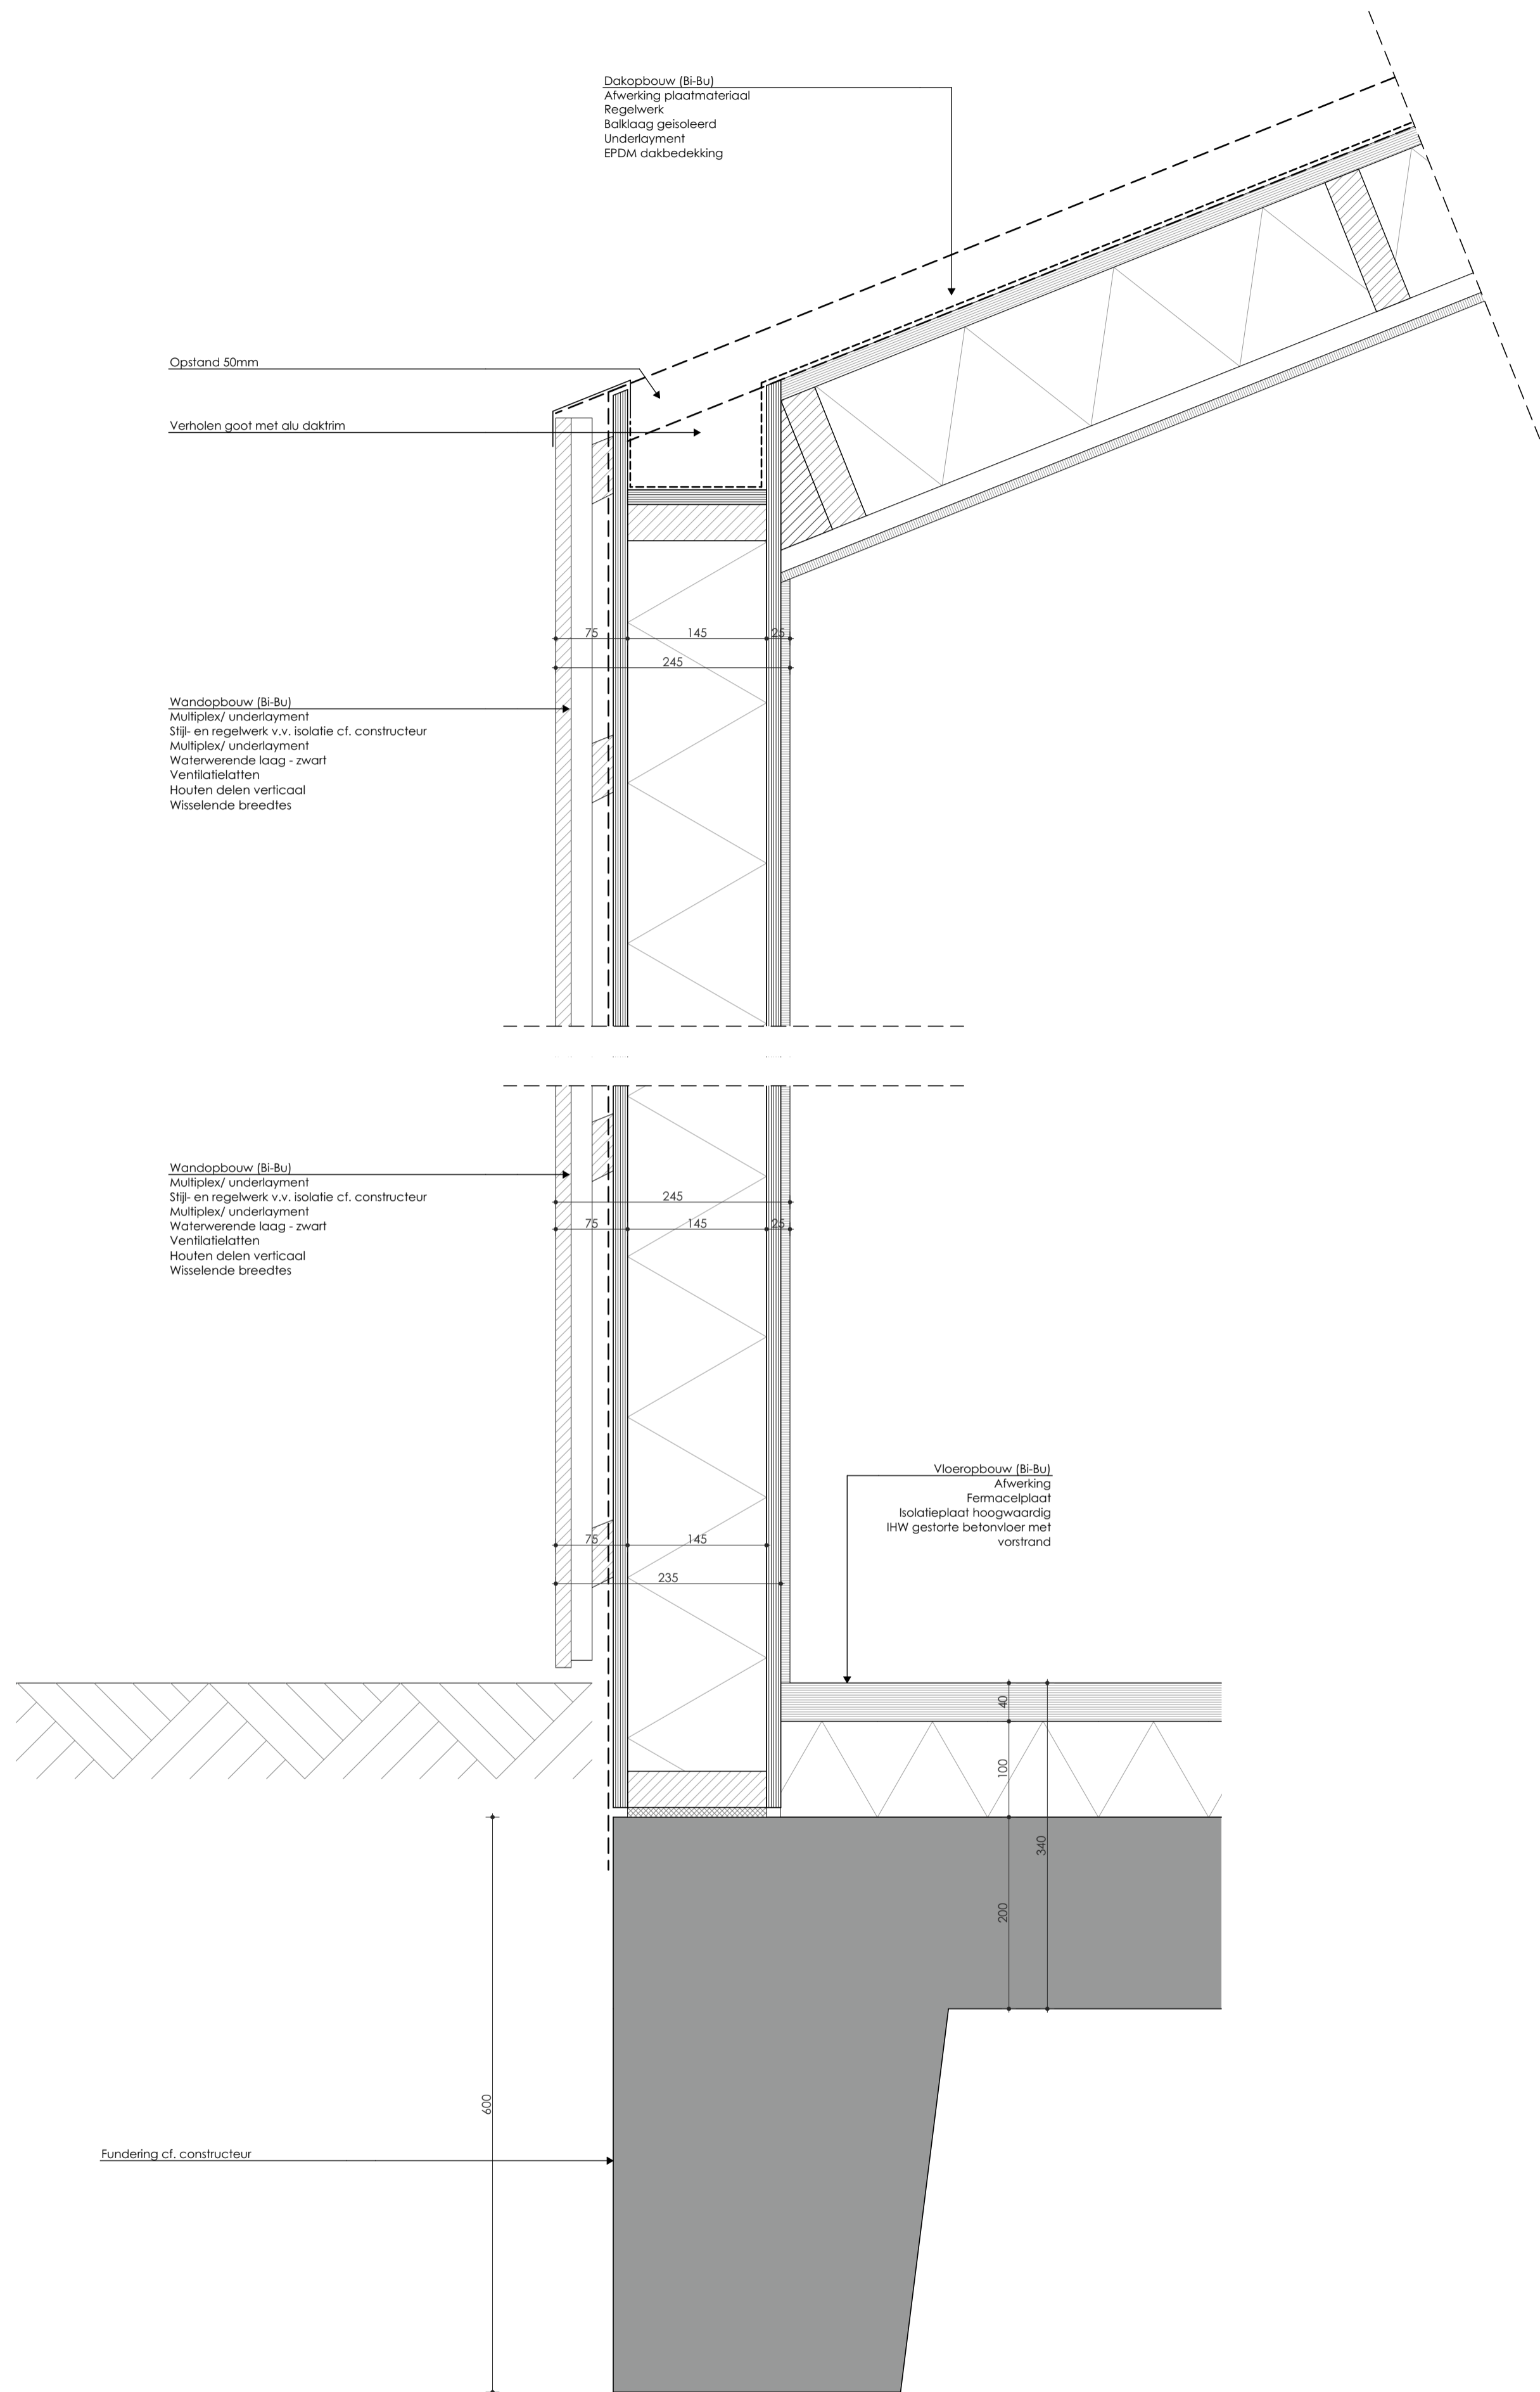 Dakopbouw (Bi-Bu)
Afwerking plaatmateriaal
Regelwerk
Balklaag geisoleerd
Underlayment
EPDM dakbedekking
Opstand 50mm
Verholen goot met alu daktrim
75
145
25
245
Wandopbouw (Bi-Bu)
Multiplex/ underlayment
Stijl- en regelwerk v.v. isolatie cf. constructeur
Multiplex/ underlayment
Waterwerende laag - zwart
Ventilatielatten
Houten delen verticaal
Wisselende breedtes
Wandopbouw (Bi-Bu)
Multiplex/ underlayment
Stijl- en regelwerk v.v. isolatie cf. constructeur
Multiplex/ underlayment
Waterwerende laag - zwart
Ventilatielatten
Houten delen verticaal
Wisselende breedtes
245
75
145
25
Vloeropbouw (Bi-Bu)
Afwerking
Fermacelplaat
Isolatieplaat hoogwaardig
IHW gestorte betonvloer met
vorstrand
75
145
235
40
100
340
200
600
Fundering cf. constructeur